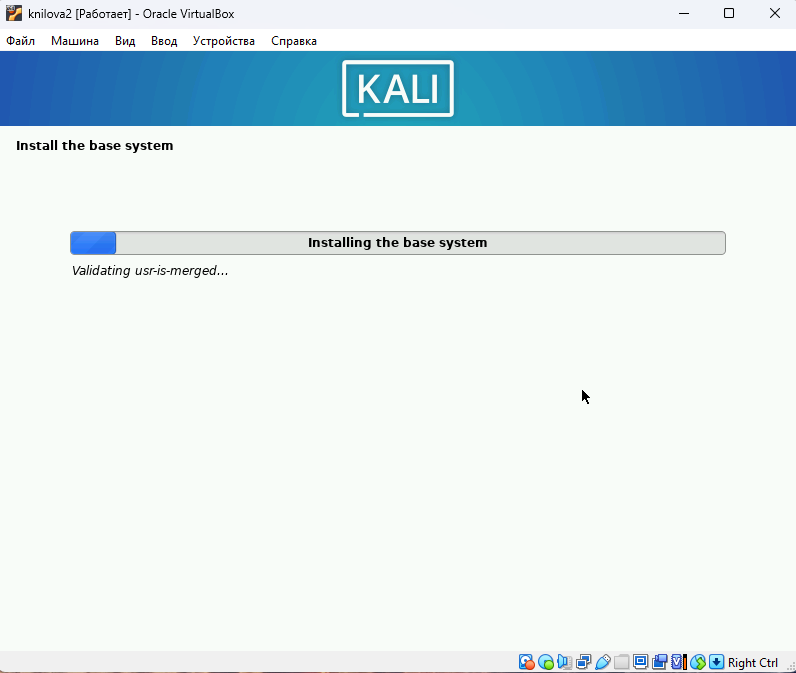 knilova2 [Работает] - Oracle VirtualBox
Файл Машина Вид Ввод Устройства Справка
KALI
Install the base system
Installing the base system
Validating usr-is-merged...
Right Ctrl